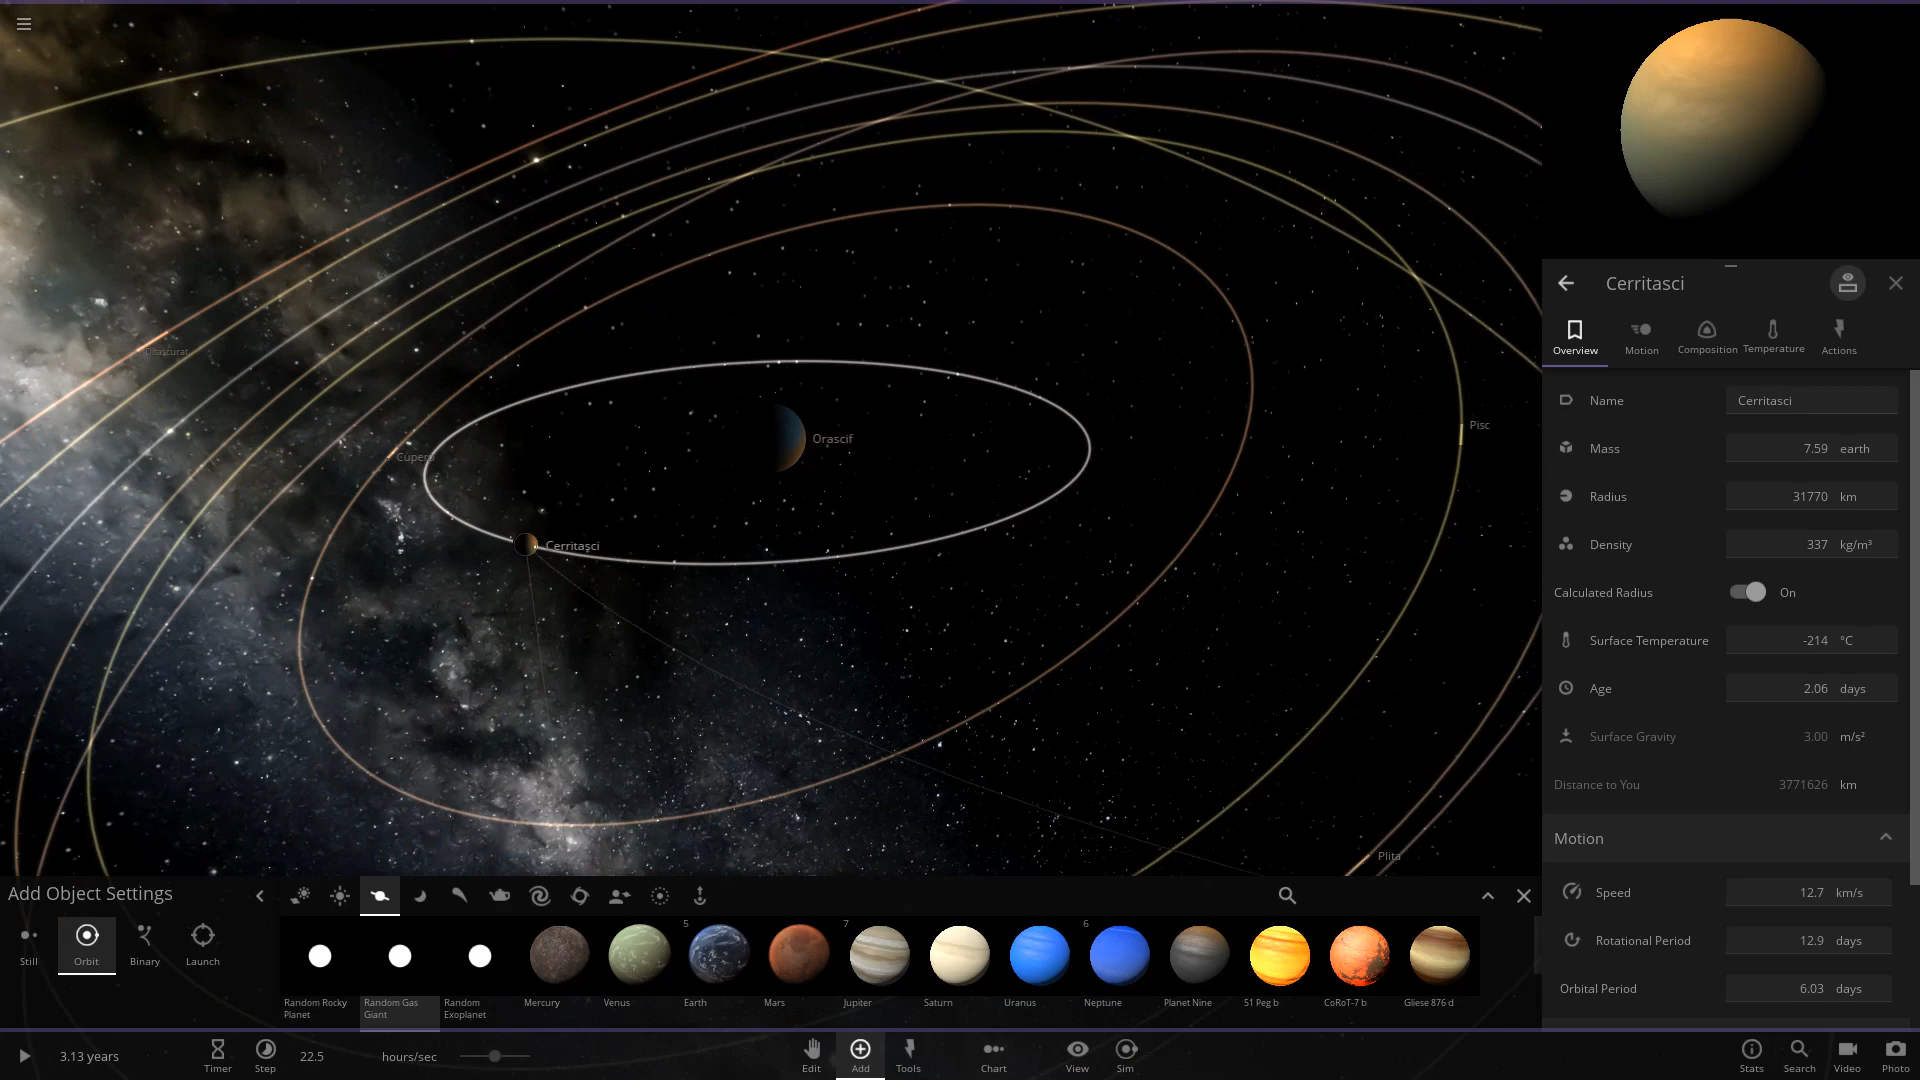 Ditascurat
Cupero
Orascif
Pisc
Cerritasci
Plita
Cerritasci
Overview
Motion
Composition
Temperature
Actions
Name
Cerritasci
Mass
7.59 earth
Radius
31770 km
Density
337 kg/m³
Calculated Radius
On
Surface Temperature
-214 °C
Age
2.06 days
Surface Gravity
3.00 m/s²
Distance to You
3771626 km
Motion
Speed
12.7 km/s
Rotational Period
12.9 days
Orbital Period
6.03 days
Add Object Settings
Still
Orbit
Binary
Launch
5
7
6
Random Rocky
Planet
Random Gas
Giant
Random
Exoplanet
Mercury
Venus
Earth
Mars
Jupiter
Saturn
Uranus
Neptune
Planet Nine
51 Peg b
CoRoT-7 b
Gliese 876 d
3.13 years
Timer
Step
22.5
hours/sec
Edit
Add
Tools
Chart
View
Sim
Stats
Search
Video
Photo